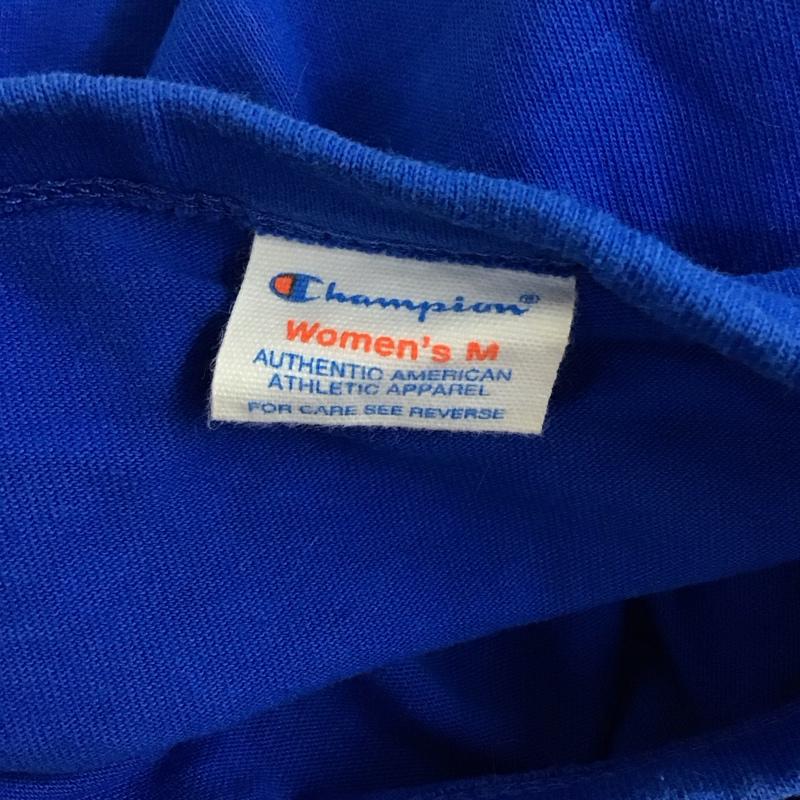 Champion®
Women's M
AUTHENTIC AMERICAN
ATHLETIC APPAREL
FOR CARE SEE REVERSE